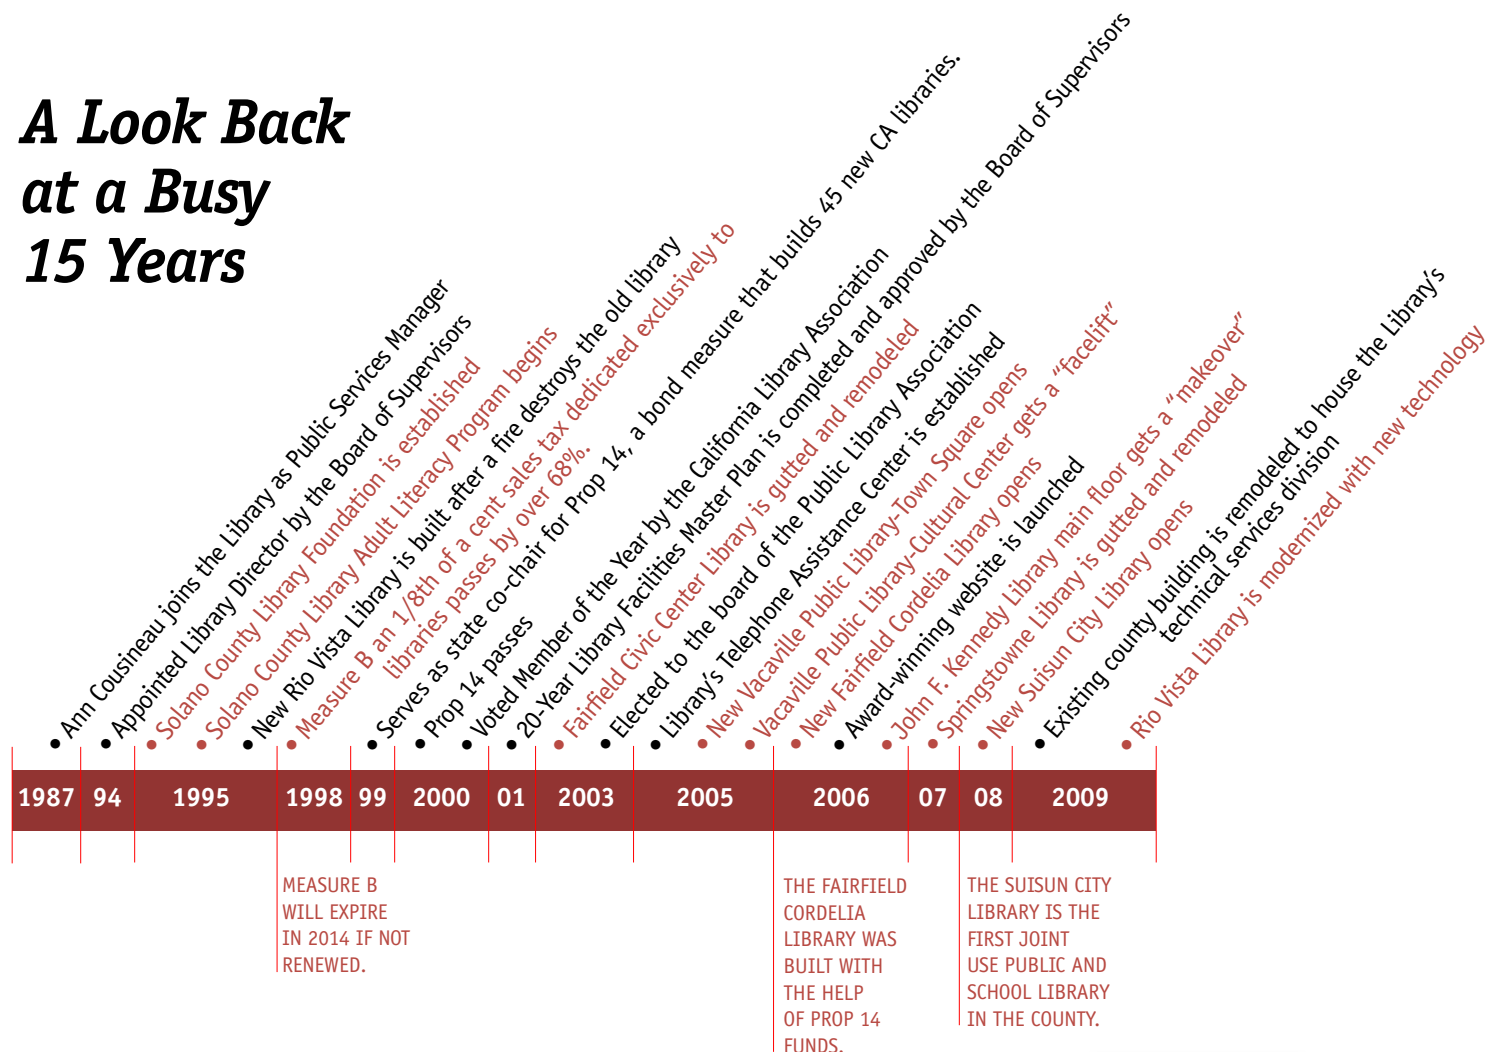 A Look Back
at a Busy
15 Years
Ann Cousineau joins the Library as Public Services Manager
Appointed Library Director by the Board of Supervisors
Solano County Library Foundation is established
Solano County Library Adult Literacy Program begins
New Rio Vista Library is built after a fire destroys the old library
Measure B an 1/8th of a cent sales tax dedicated exclusively to
libraries passes by over 68%.
Serves as state co-chair for Prop 14, a bond measure that builds 45 new CA libraries.
Prop 14 passes
Voted Member of the Year by the California Library Association
20-Year Library Facilities Master Plan is completed and approved by the Board of Supervisors
Fairfield Civic Center Library is gutted and remodeled
Elected to the board of the Public Library Association
Library's Telephone Assistance Center is established
New Vacaville Public Library-Town Square opens
Vacaville Public Library-Cultural Center gets a "facelift"
New Fairfield Cordelia Library opens
Award-winning website is launched
John F. Kennedy Library main floor gets a "makeover"
Springstowne Library is gutted and remodeled
New Suisun City Library opens
Existing county building is remodeled to house the Library's
technical services division
Rio Vista Library is modernized with new technology
1987 94 1995 1998 99 2000 01 2003 2005 2006 07 08 2009
MEASURE B
WILL EXPIRE
IN 2014 IF NOT
RENEWED.
THE FAIRFIELD
CORDELIA
LIBRARY WAS
BUILT WITH
THE HELP
OF PROP 14
FUNDS.
THE SUISUN CITY
LIBRARY IS THE
FIRST JOINT
USE PUBLIC AND
SCHOOL LIBRARY
IN THE COUNTY.